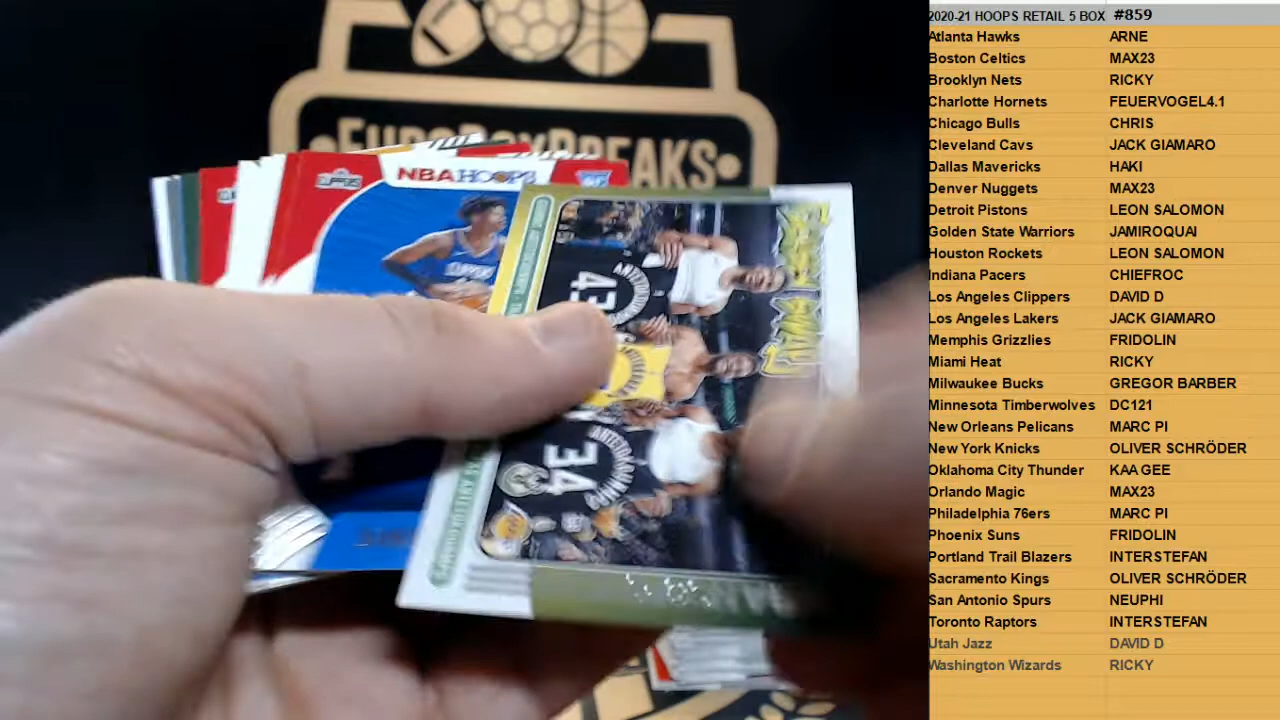 2020-21 HOOPS RETAIL 5 BOX #859
Atlanta Hawks ARNE
Boston Celtics MAX23
Brooklyn Nets RICKY
Charlotte Hornets FEUERVOGEL4.1
Chicago Bulls CHRIS
Cleveland Cavs JACK GIAMARO
Dallas Mavericks HAKI
Denver Nuggets MAX23
Detroit Pistons LEON SALOMON
Golden State Warriors JAMIROQUAI
Houston Rockets LEON SALOMON
Indiana Pacers CHIEFROC
Los Angeles Clippers DAVID D
Los Angeles Lakers JACK GIAMARO
Memphis Grizzlies FRIDOLIN
Miami Heat RICKY
Milwaukee Bucks GREGOR BARBER
Minnesota Timberwolves DC121
New Orleans Pelicans MARC PI
New York Knicks OLIVER SCHRÖDER
Oklahoma City Thunder KAA GEE
Orlando Magic MAX23
Philadelphia 76ers MARC PI
Phoenix Suns FRIDOLIN
Portland Trail Blazers INTERSTEFAN
Sacramento Kings OLIVER SCHRÖDER
San Antonio Spurs NEUPHI
Toronto Raptors INTERSTEFAN
Utah Jazz DAVID D
Washington Wizards RICKY
•EUROBOXBREAKS•
NBA HOOPS
CLIPPERS
ANTETOKOUNMPO
43
ANTETOKOUNMPO
34